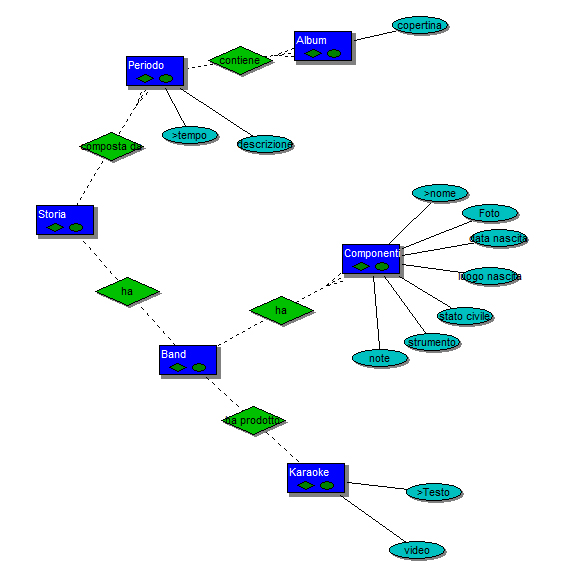 copertina
Album
contiene
Periodo
>tempo
descrizione
composta da
>nome
Storia
Foto
data nascita
Componenti
luogo nascita
ha
ha
stato civile
strumento
Band
note
ha prodotto
Karaoke
>Testo
video